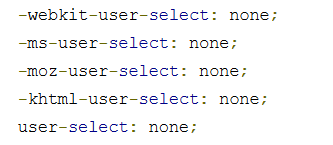 -webkit-user-select: none;
-ms-user-select: none;
-moz-user-select: none;
-khtml-user-select: none;
user-select: none;